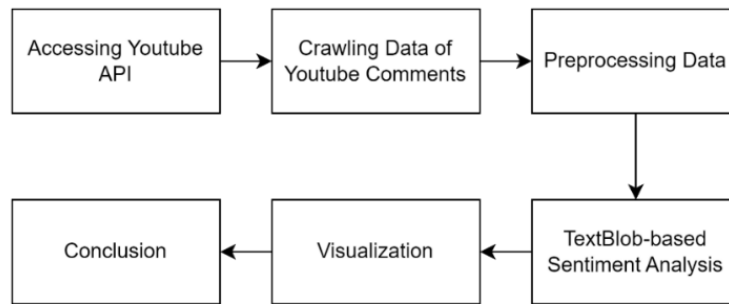 Accessing Youtube
API
Crawling Data of
Youtube Comments
Preprocessing Data
TextBlob-based
Sentiment Analysis
Visualization
Conclusion